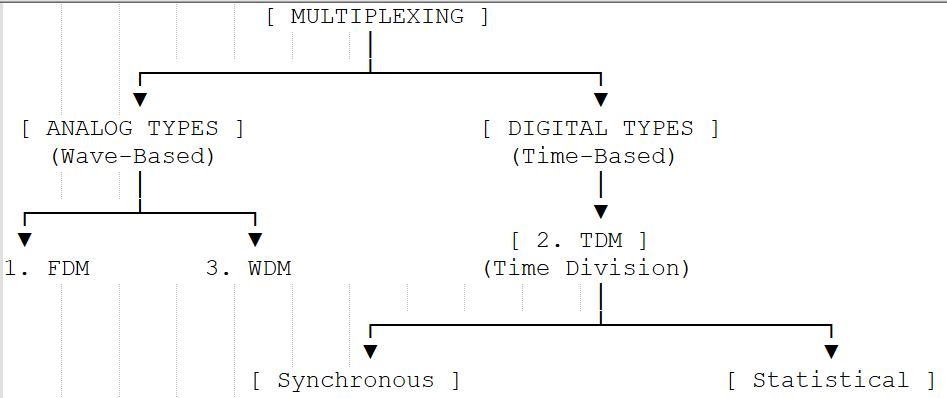 [ MULTIPLEXING ]
[ ANALOG TYPES ] [ DIGITAL TYPES ]
(Wave-Based) (Time-Based)
[ 2. TDM ]
1. FDM 3. WDM (Time Division)
[ Synchronous ] [ Statistical ]